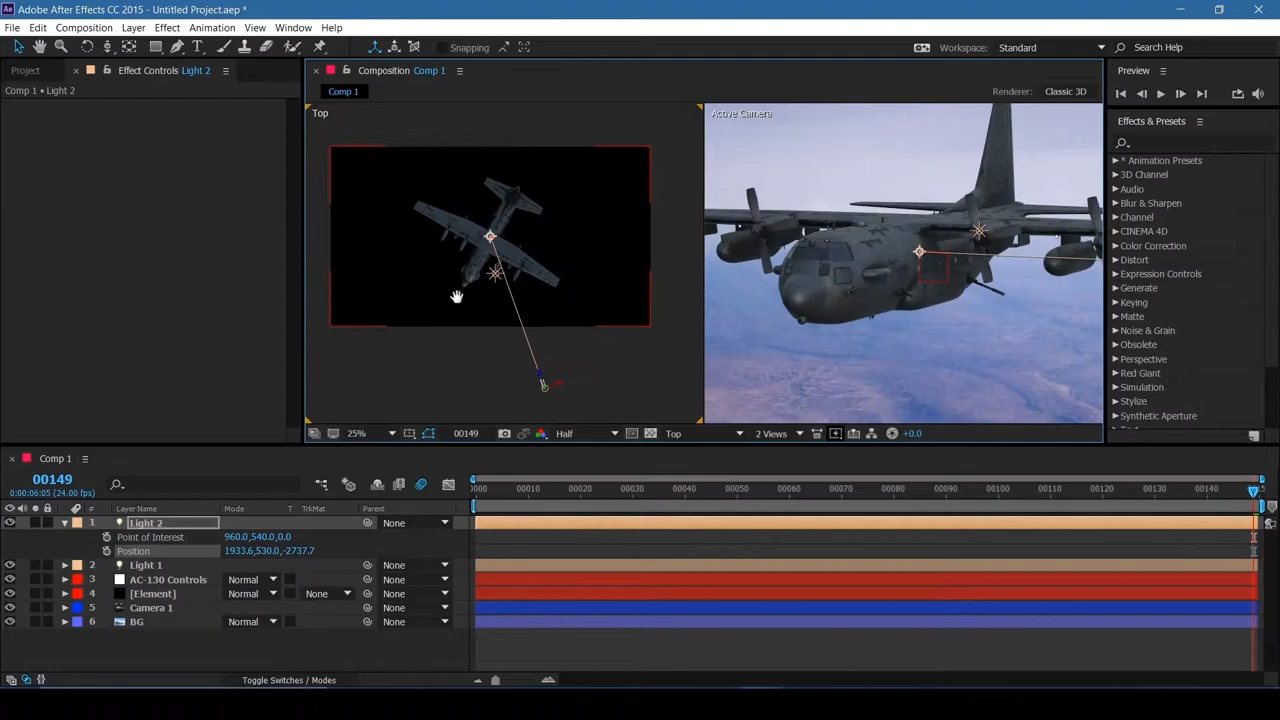 Adobe After Effects CC 2015 - Untitled Project.aep *
File Edit Composition Layer Effect Animation View Window Help
Snapping
Workspace: Standard
Search Help
Project
Effect Controls Light 2
Composition Comp 1
Preview
Comp 1 • Light 2
Comp 1
Renderer: Classic 3D
Top
Active Camera
Effects & Presets
* Animation Presets
3D Channel
Audio
Blur & Sharpen
Channel
CINEMA 4D
Color Correction
Distort
Expression Controls
Generate
Keying
Matte
Noise & Grain
Obsolete
Perspective
Red Giant
Simulation
Stylize
Synthetic Aperture
25% 00149 Half Top 2 Views +0.0
Comp 1
00149
0:00:06:05 (24.00 fps)
00010 00020 00030 00040 00050 00060 00070 00080 00090 00100 00110 00120 00130 00140
# Layer Name Mode T TrkMat Parent
1 Light 2 None
Point of Interest 960.0,540.0,0.0
Position 1933.6,530.0,-2737.7
2 Light 1 None
3 AC-130 Controls Normal None
4 [Element] Normal None None
5 Camera 1 None
6 BG Normal None
Toggle Switches / Modes